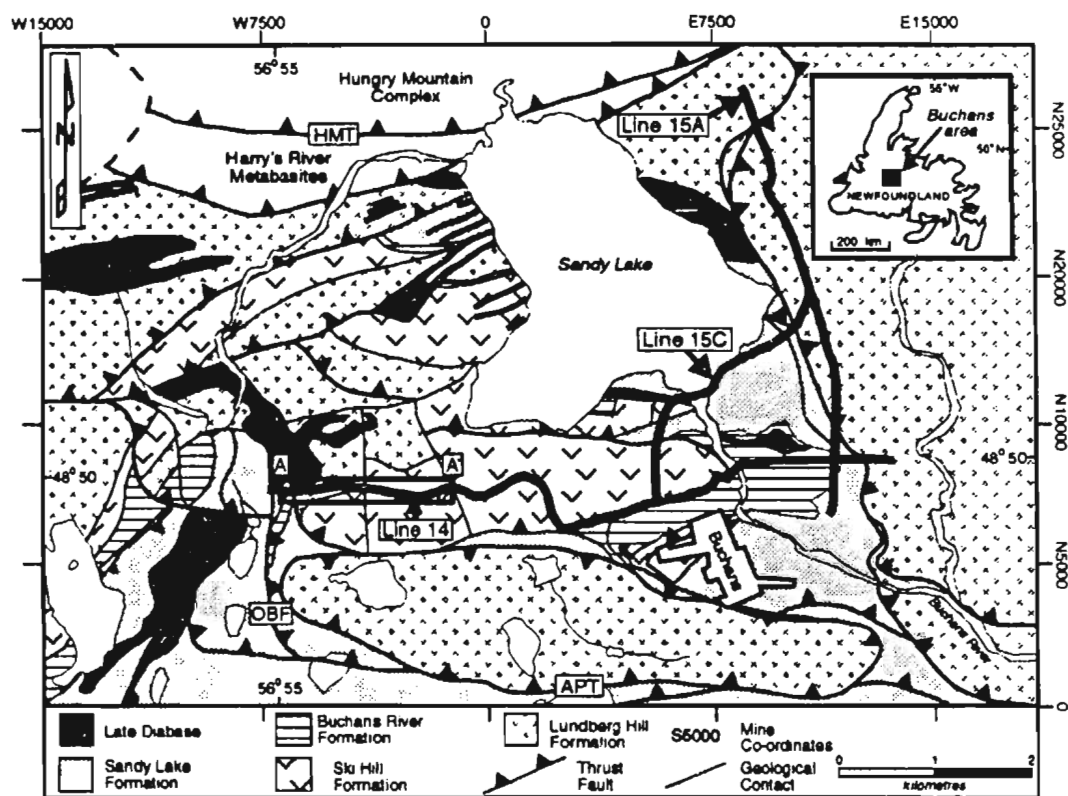 W15000 W7500 0 E7500 E15000
56° 55
Hungry Mountain
Complex
HMT
Harry's River
Metabasites
N
Line 15A
55° W
Buchans
area
50° N
NEWFOUNDLAND
200 km
N25000
Sandy Lake
N20000
Line 15C
N10000
48° 50
48° 50
A
A'
Line 14
Buchans
N5000
OBF
Buchans River
56° 55
APT
0
Late Diabase
Buchans River
Formation
Lundberg Hill
Formation
S5000
Mine
Co-ordinates
Sandy Lake
Formation
Ski Hill
Formation
Thrust
Fault
Geological
Contact
0 1 2
kilometres